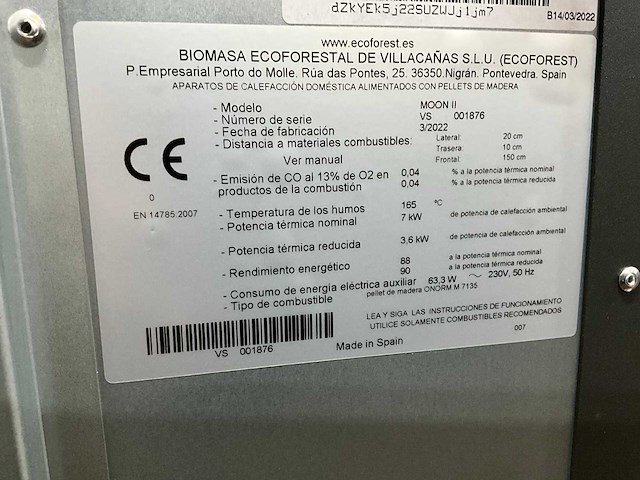 dZkYEk5j22SUZWJj1jm7
B14/03/2022
www.ecoforest.es
BIOMASA ECOFORESTAL DE VILLACAÑAS S.L.U. (ECOFOREST)
P.Empresarial Porto do Molle. Rúa das Pontes, 25. 36350.Nigrán. Pontevedra. Spain
APARATOS DE CALEFACCIÓN DOMÉSTICA ALIMENTADOS CON PELLETS DE MADERA
- Modelo MOON II
- Número de serie VS 001876
- Fecha de fabricación 3/2022
- Distancia a materiales combustibles: Lateral: 20 cm
Trasera: 10 cm
Ver manual Frontal: 150 cm
CE
- Emisión de CO al 13% de O2 en 0,04 % a la potencia térmica nominal
productos de la combustión 0,04 % a la potencia térmica reducida
0
EN 14785:2007
- Temperatura de los humos 165 °C
- Potencia térmica nominal 7 kW de potencia de calefacción ambiental
- Potencia térmica reducida 3,6 kW de potencia de calefacción ambiental
- Rendimiento energético 88 a la potencia térmica nominal
90 a la potencia térmica reducida
- Consumo de energía eléctrica auxiliar 63,3 W ~ 230V, 50 Hz
- Tipo de combustible pellet de madera ONORM M 7135
LEA Y SIGA LAS INSTRUCCIONES DE FUNCIONAMIENTO
UTILICE SOLAMENTE COMBUSTIBLES RECOMENDADOS
007
VS 001876
Made in Spain